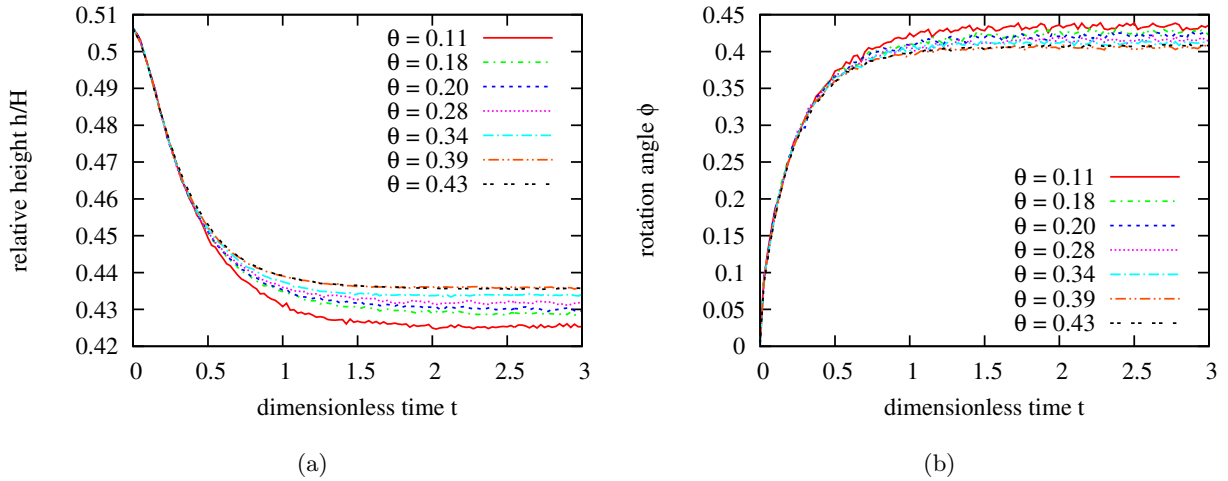 0.51
0.5
0.49
0.48
0.47
0.46
0.45
0.44
0.43
0.42
relative height h/H
θ = 0.11
θ = 0.18
θ = 0.20
θ = 0.28
θ = 0.34
θ = 0.39
θ = 0.43
0 0.5 1 1.5 2 2.5 3
dimensionless time t
(a)
0.45
0.4
0.35
0.3
0.25
0.2
0.15
0.1
0.05
0
rotation angle ϕ
θ = 0.11
θ = 0.18
θ = 0.20
θ = 0.28
θ = 0.34
θ = 0.39
θ = 0.43
0 0.5 1 1.5 2 2.5 3
dimensionless time t
(b)